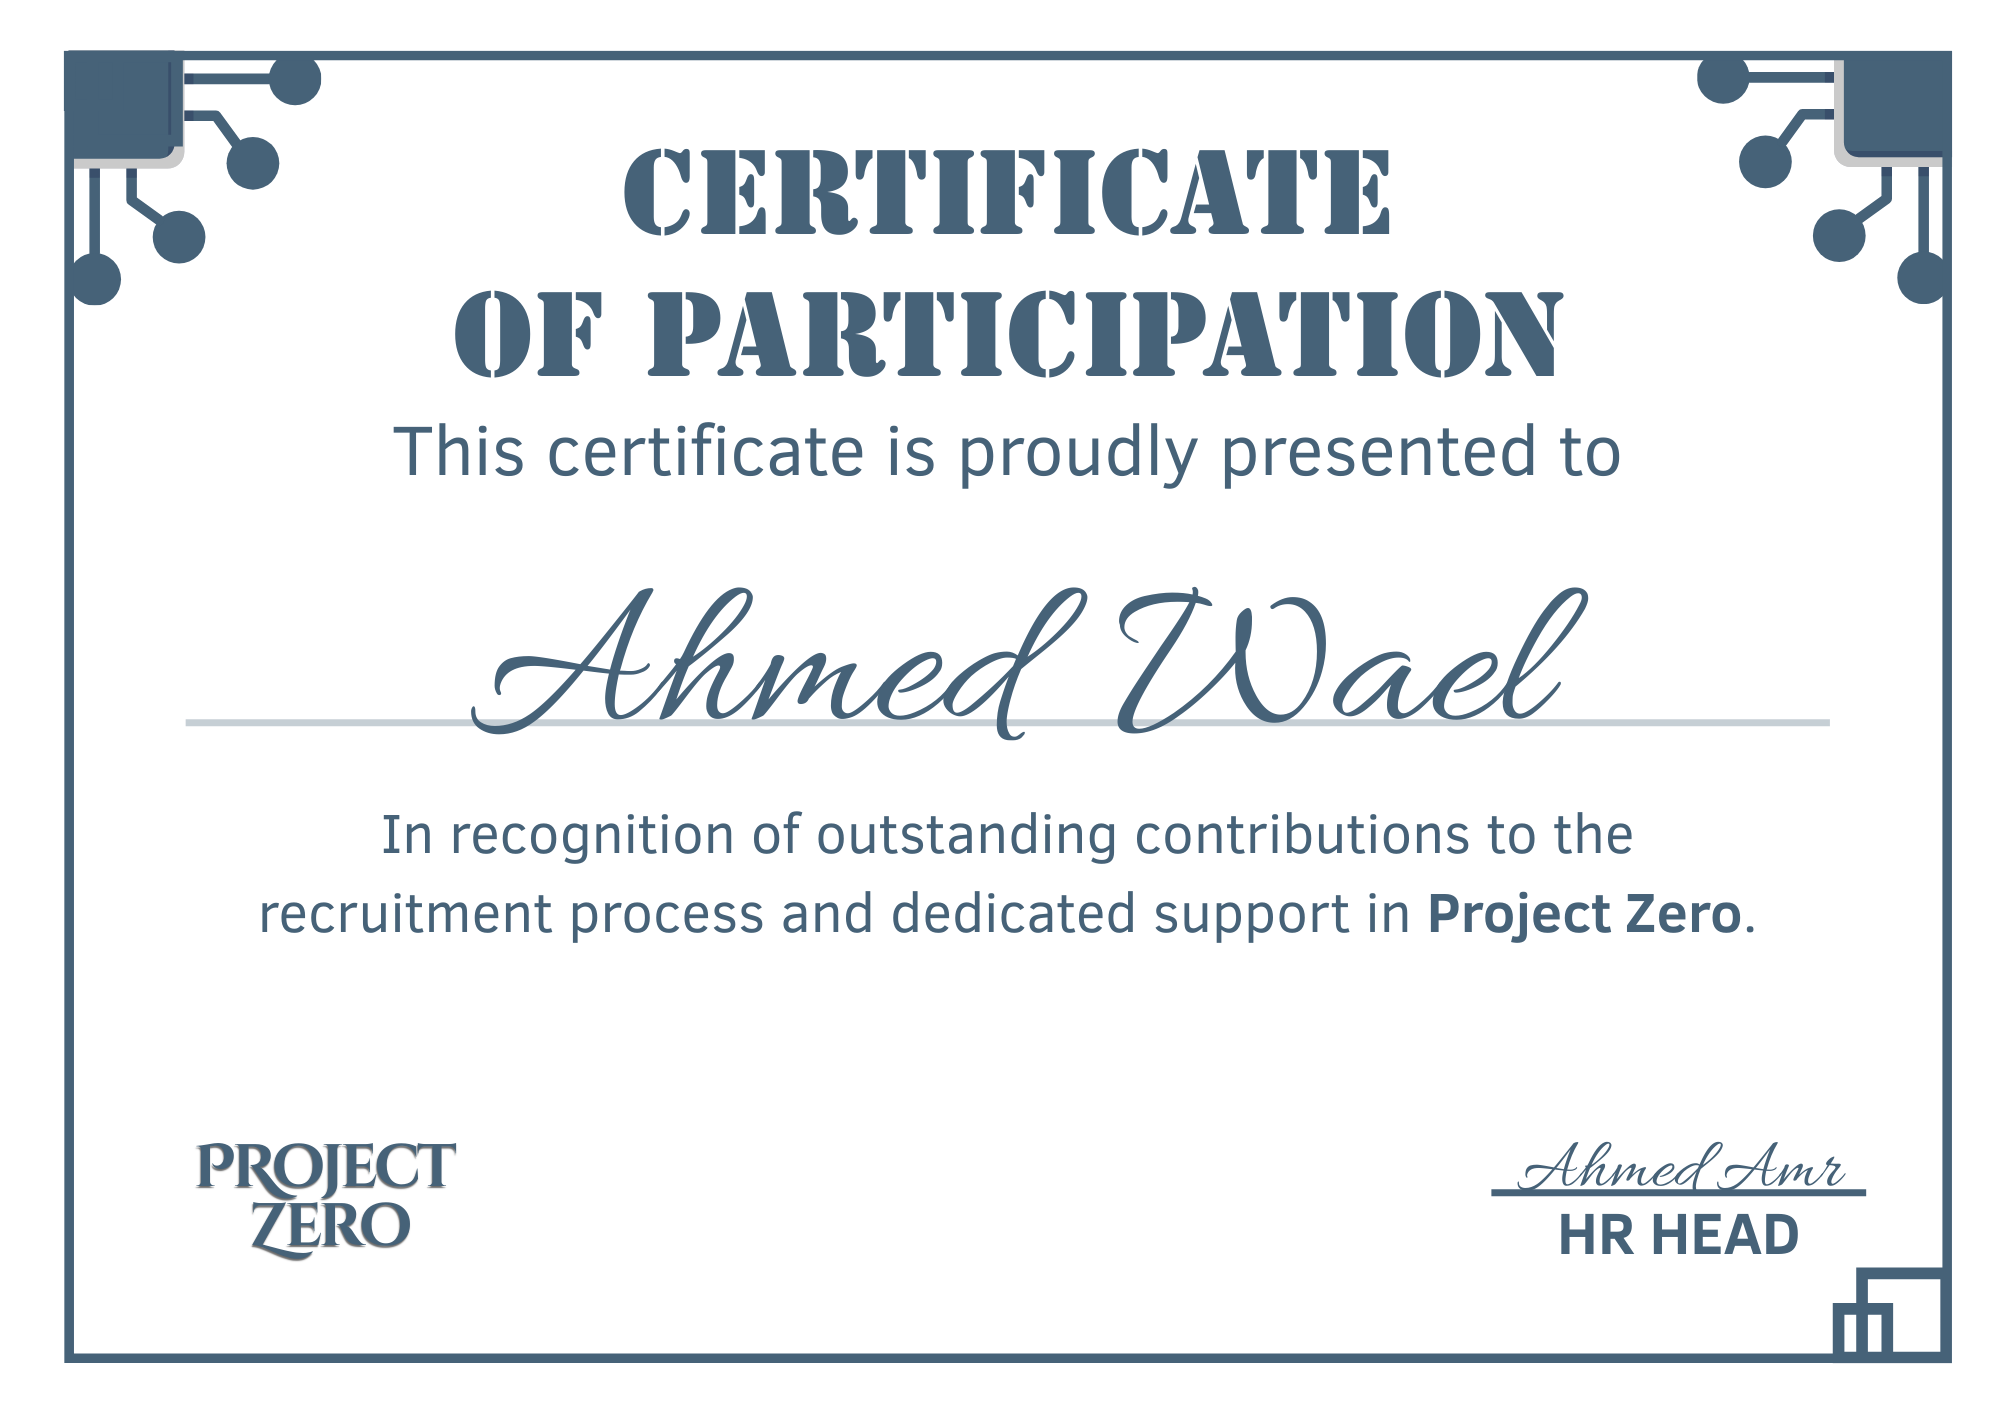 CERTIFICATE
OF PARTICIPATION
This certificate is proudly presented to
Ahmed Wael
In recognition of outstanding contributions to the
recruitment process and dedicated support in Project Zero.
PROJECT
ZERO
Ahmed Amr
HR HEAD